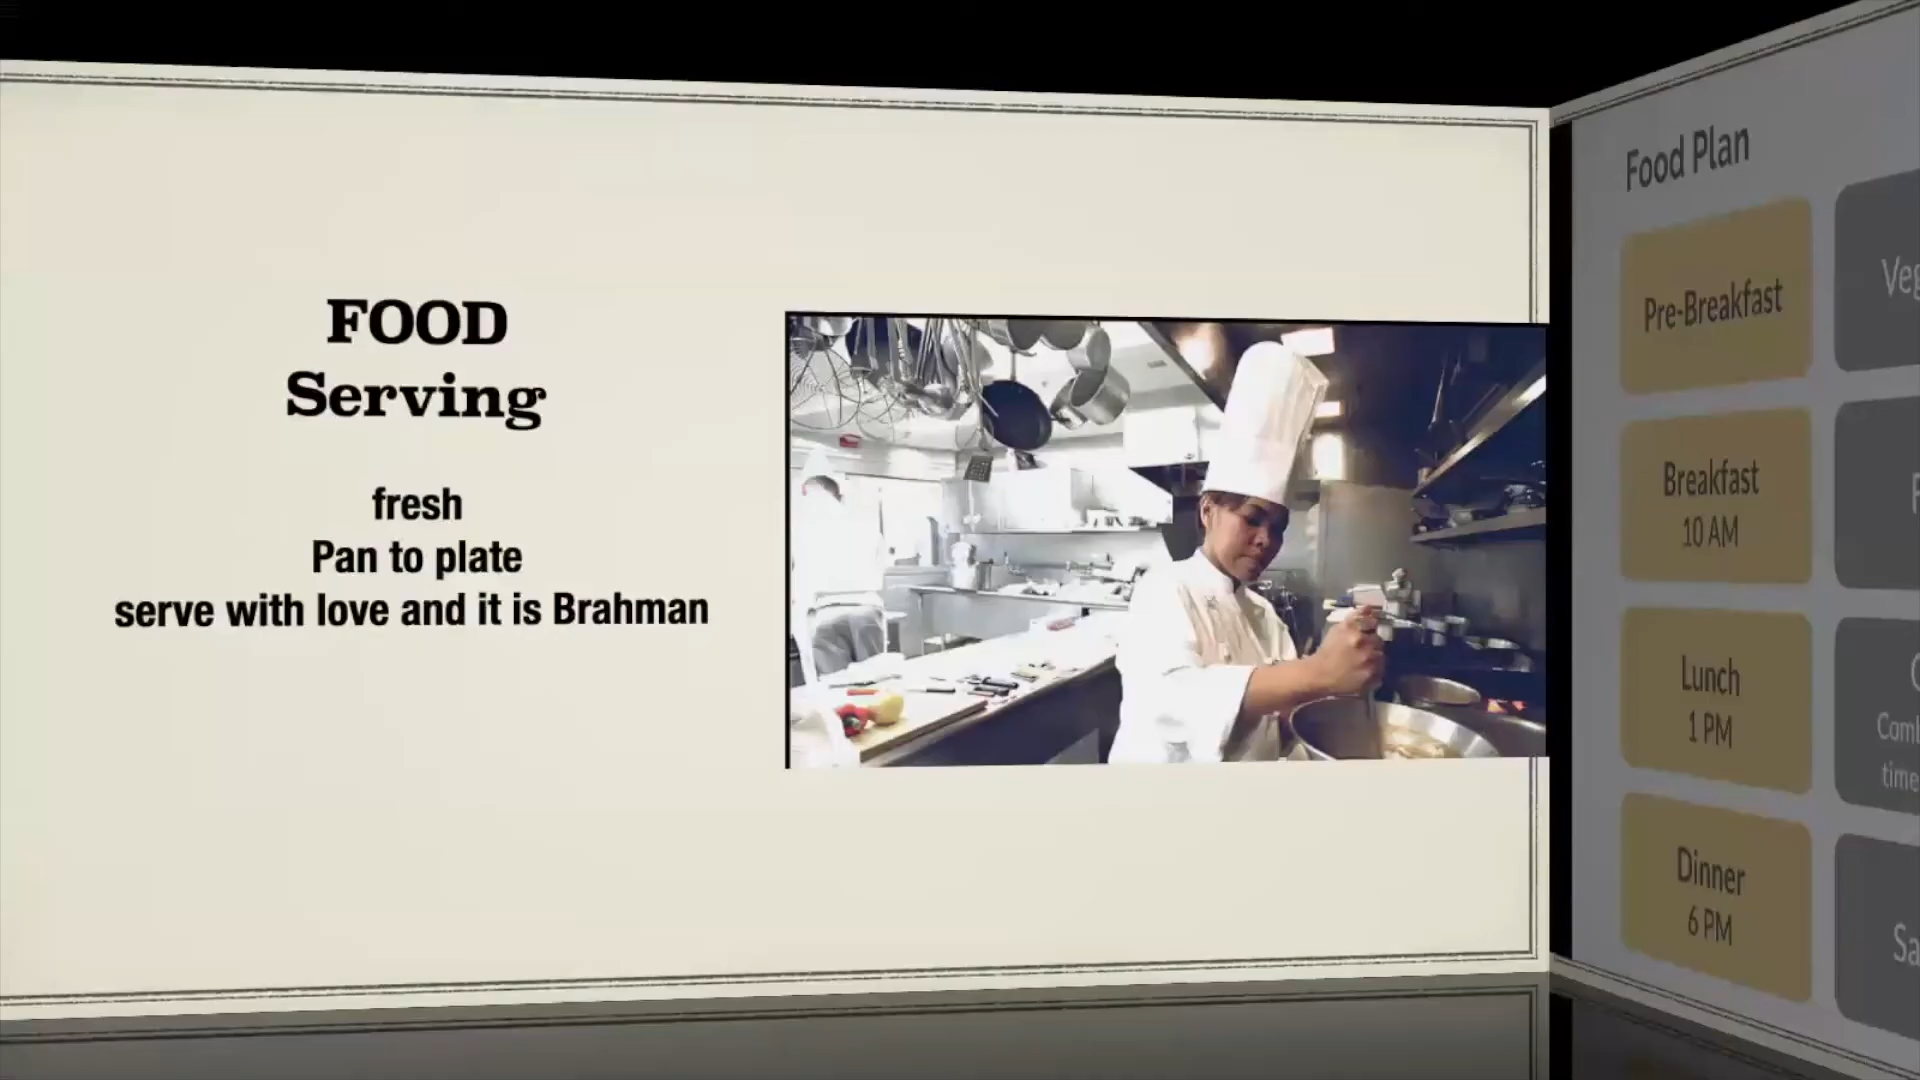 FOOD
Serving
fresh
Pan to plate
serve with love and it is Brahman
Food Plan
Pre-Breakfast
Breakfast
10 AM
Lunch
1 PM
Dinner
6 PM